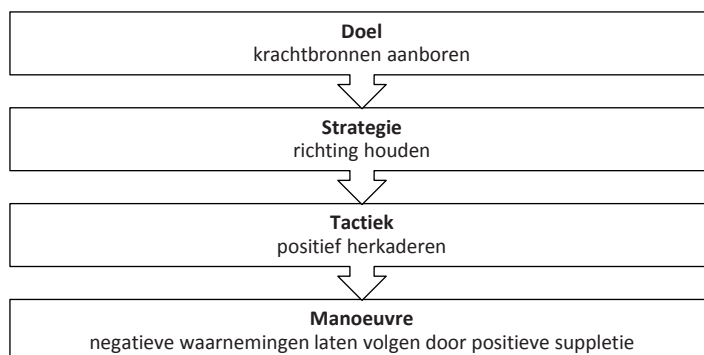 Doel
krachtbronnen aanboren
Strategie
richting houden
Tactiek
positief herkaderen
Manoeuvre
negatieve waarnemingen laten volgen door positieve suppletie